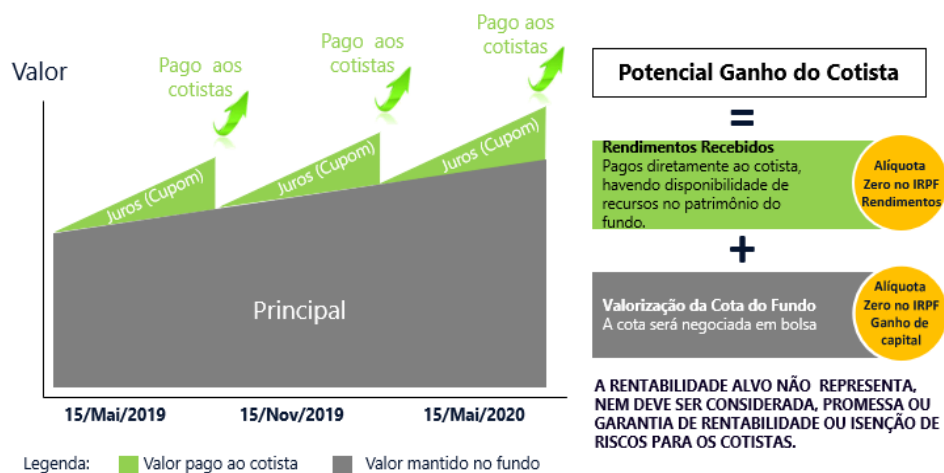 Valor
Pago aos
cotistas
Pago aos
cotistas
Pago aos
cotistas
Juros (Cupom)
Juros (Cupom)
Juros (Cupom)
Principal
15/Mai/2019
15/Nov/2019
15/Mai/2020
Legenda:
Valor pago ao cotista
Valor mantido no fundo
Potencial Ganho do Cotista
=
Rendimentos Recebidos
Pagos diretamente ao cotista,
havendo disponibilidade de
recursos no patrimônio do
fundo.
Alíquota
Zero no IRPF
Rendimentos
+
Valorização da Cota do Fundo
A cota será negociada em bolsa
Alíquota
Zero no IRPF
Ganho de
capital
A RENTABILIDADE ALVO NÃO REPRESENTA,
NEM DEVE SER CONSIDERADA, PROMESSA OU
GARANTIA DE RENTABILIDADE OU ISENÇÃO DE
RISCOS PARA OS COTISTAS.